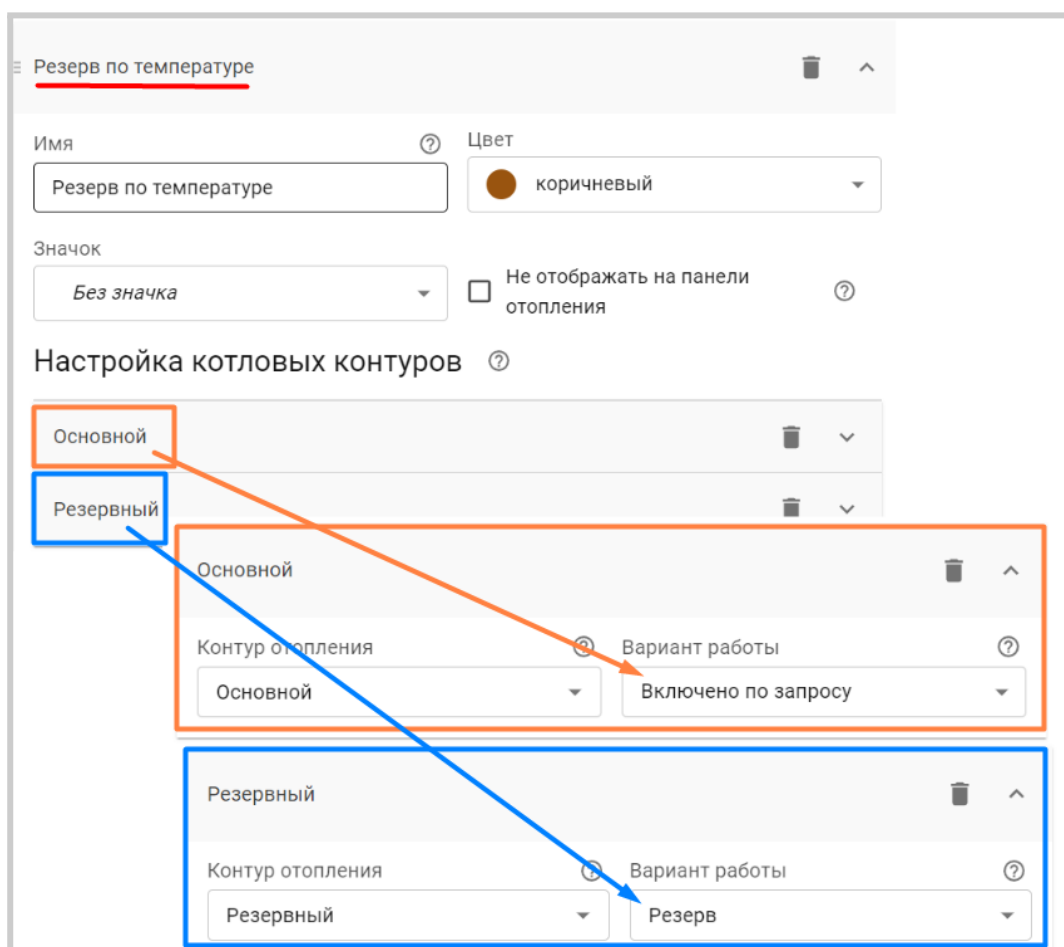 Резерв по температуре
Имя
Цвет
Резерв по температуре
коричневый
Значок
Без значка
Не отображать на панели
отопления
Настройка котловых контуров
Основной
Резервный
Основной
Контур отопления
Вариант работы
Основной
Включено по запросу
Резервный
Контур отопления
Вариант работы
Резервный
Резерв